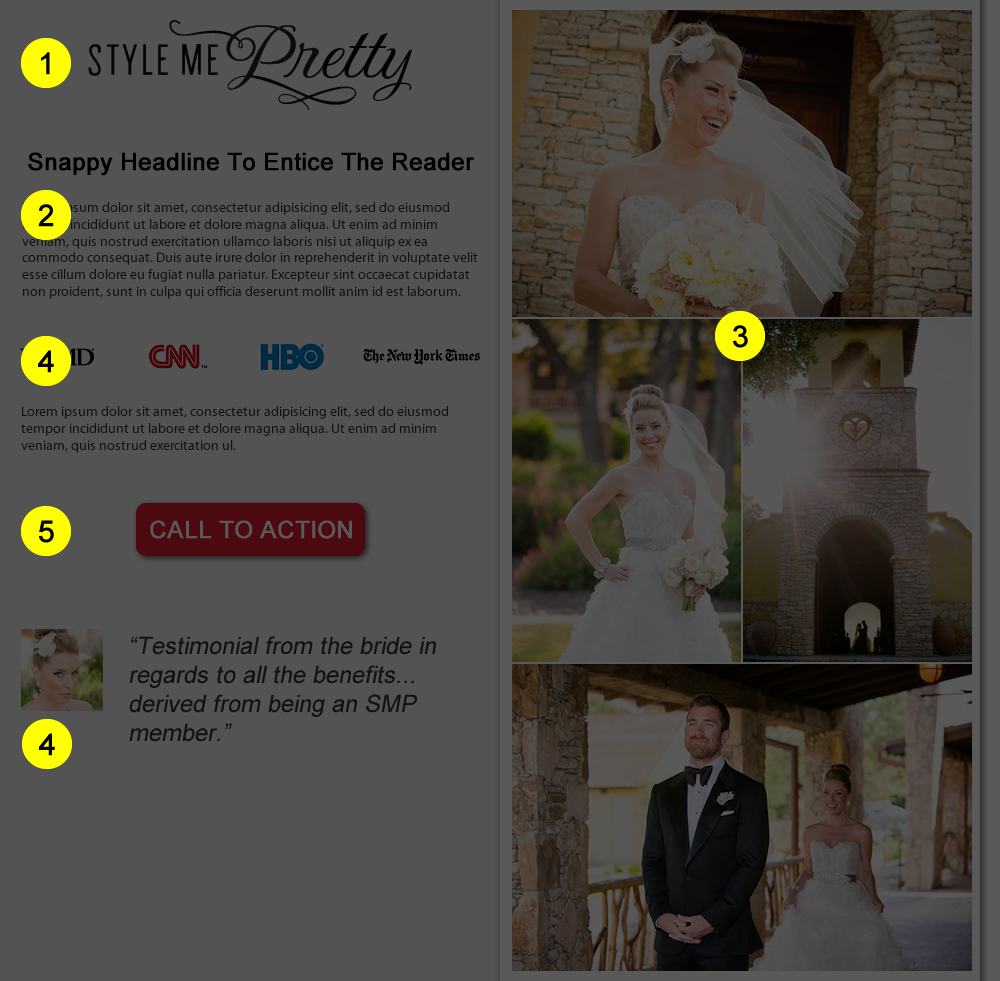 1
STYLE ME Pretty
Snappy Headline To Entice The Reader
2
ipsum dolor sit amet, consectetur adipisicing elit, sed do eiusmod
incididunt ut labore et dolore magna aliqua. Ut enim ad minim
veniam, quis nostrud exercitation ullamco laboris nisi ut aliquip ex ea
commodo consequat. Duis aute irure dolor in reprehenderit in voluptate velit
esse cillum dolore eu fugiat nulla pariatur. Excepteur sint occaecat cupidatat
non proident, sunt in culpa qui officia deserunt mollit anim id est laborum.
4
CNN™
HBO®
The New York Times
Lorem ipsum dolor sit amet, consectetur adipisicing elit, sed do eiusmod
tempor incididunt ut labore et dolore magna aliqua. Ut enim ad minim
veniam, quis nostrud exercitation ul.
5
CALL TO ACTION
“Testimonial from the bride in
regards to all the benefits...
derived from being an SMP
member.”
4
3